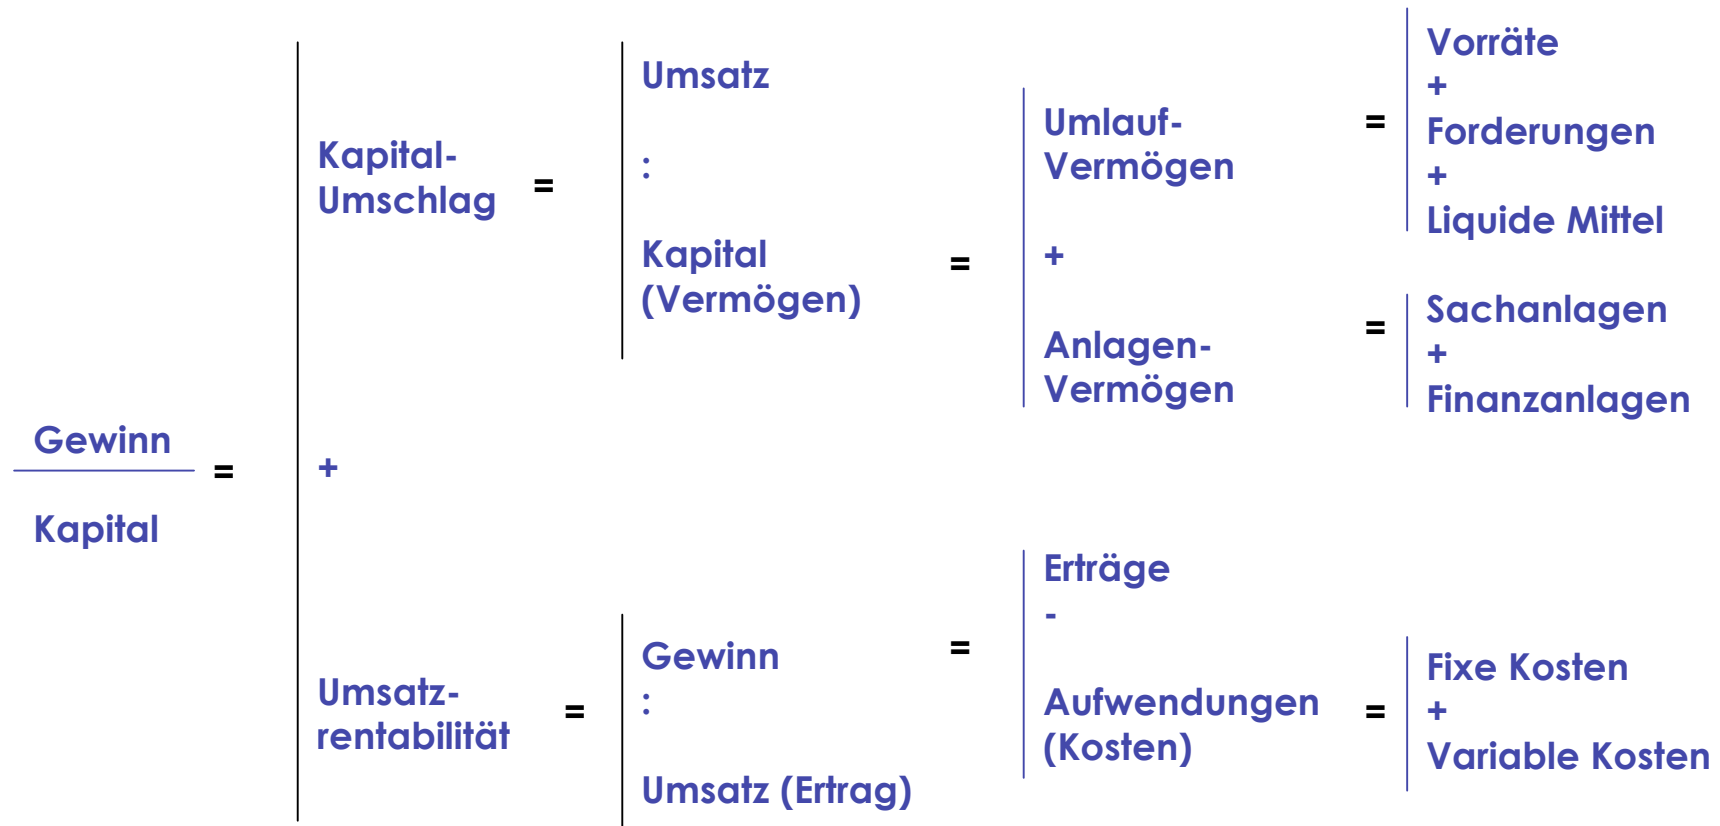 Gewinn
Kapital
=
Kapital-
Umschlag
+
Umsatz-
rentabilität
=
Umsatz
:
Kapital
(Vermögen)
=
Gewinn
:
Umsatz (Ertrag)
=
Umlauf-
Vermögen
+
Anlagen-
Vermögen
=
Erträge
-
Aufwendungen
(Kosten)
=
Vorräte
+
Forderungen
+
Liquide Mittel
=
Sachanlagen
+
Finanzanlagen
=
Fixe Kosten
+
Variable Kosten